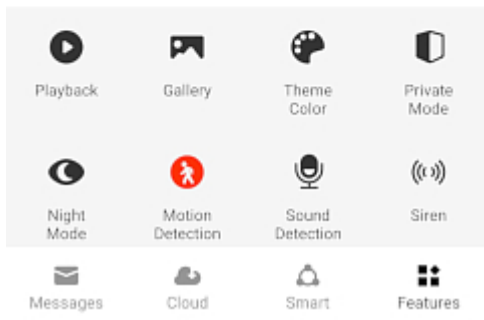 Playback
Gallery
Theme
Color
Private
Mode
Night
Mode
Motion
Detection
Sound
Detection
Siren
Messages
Cloud
Smart
Features